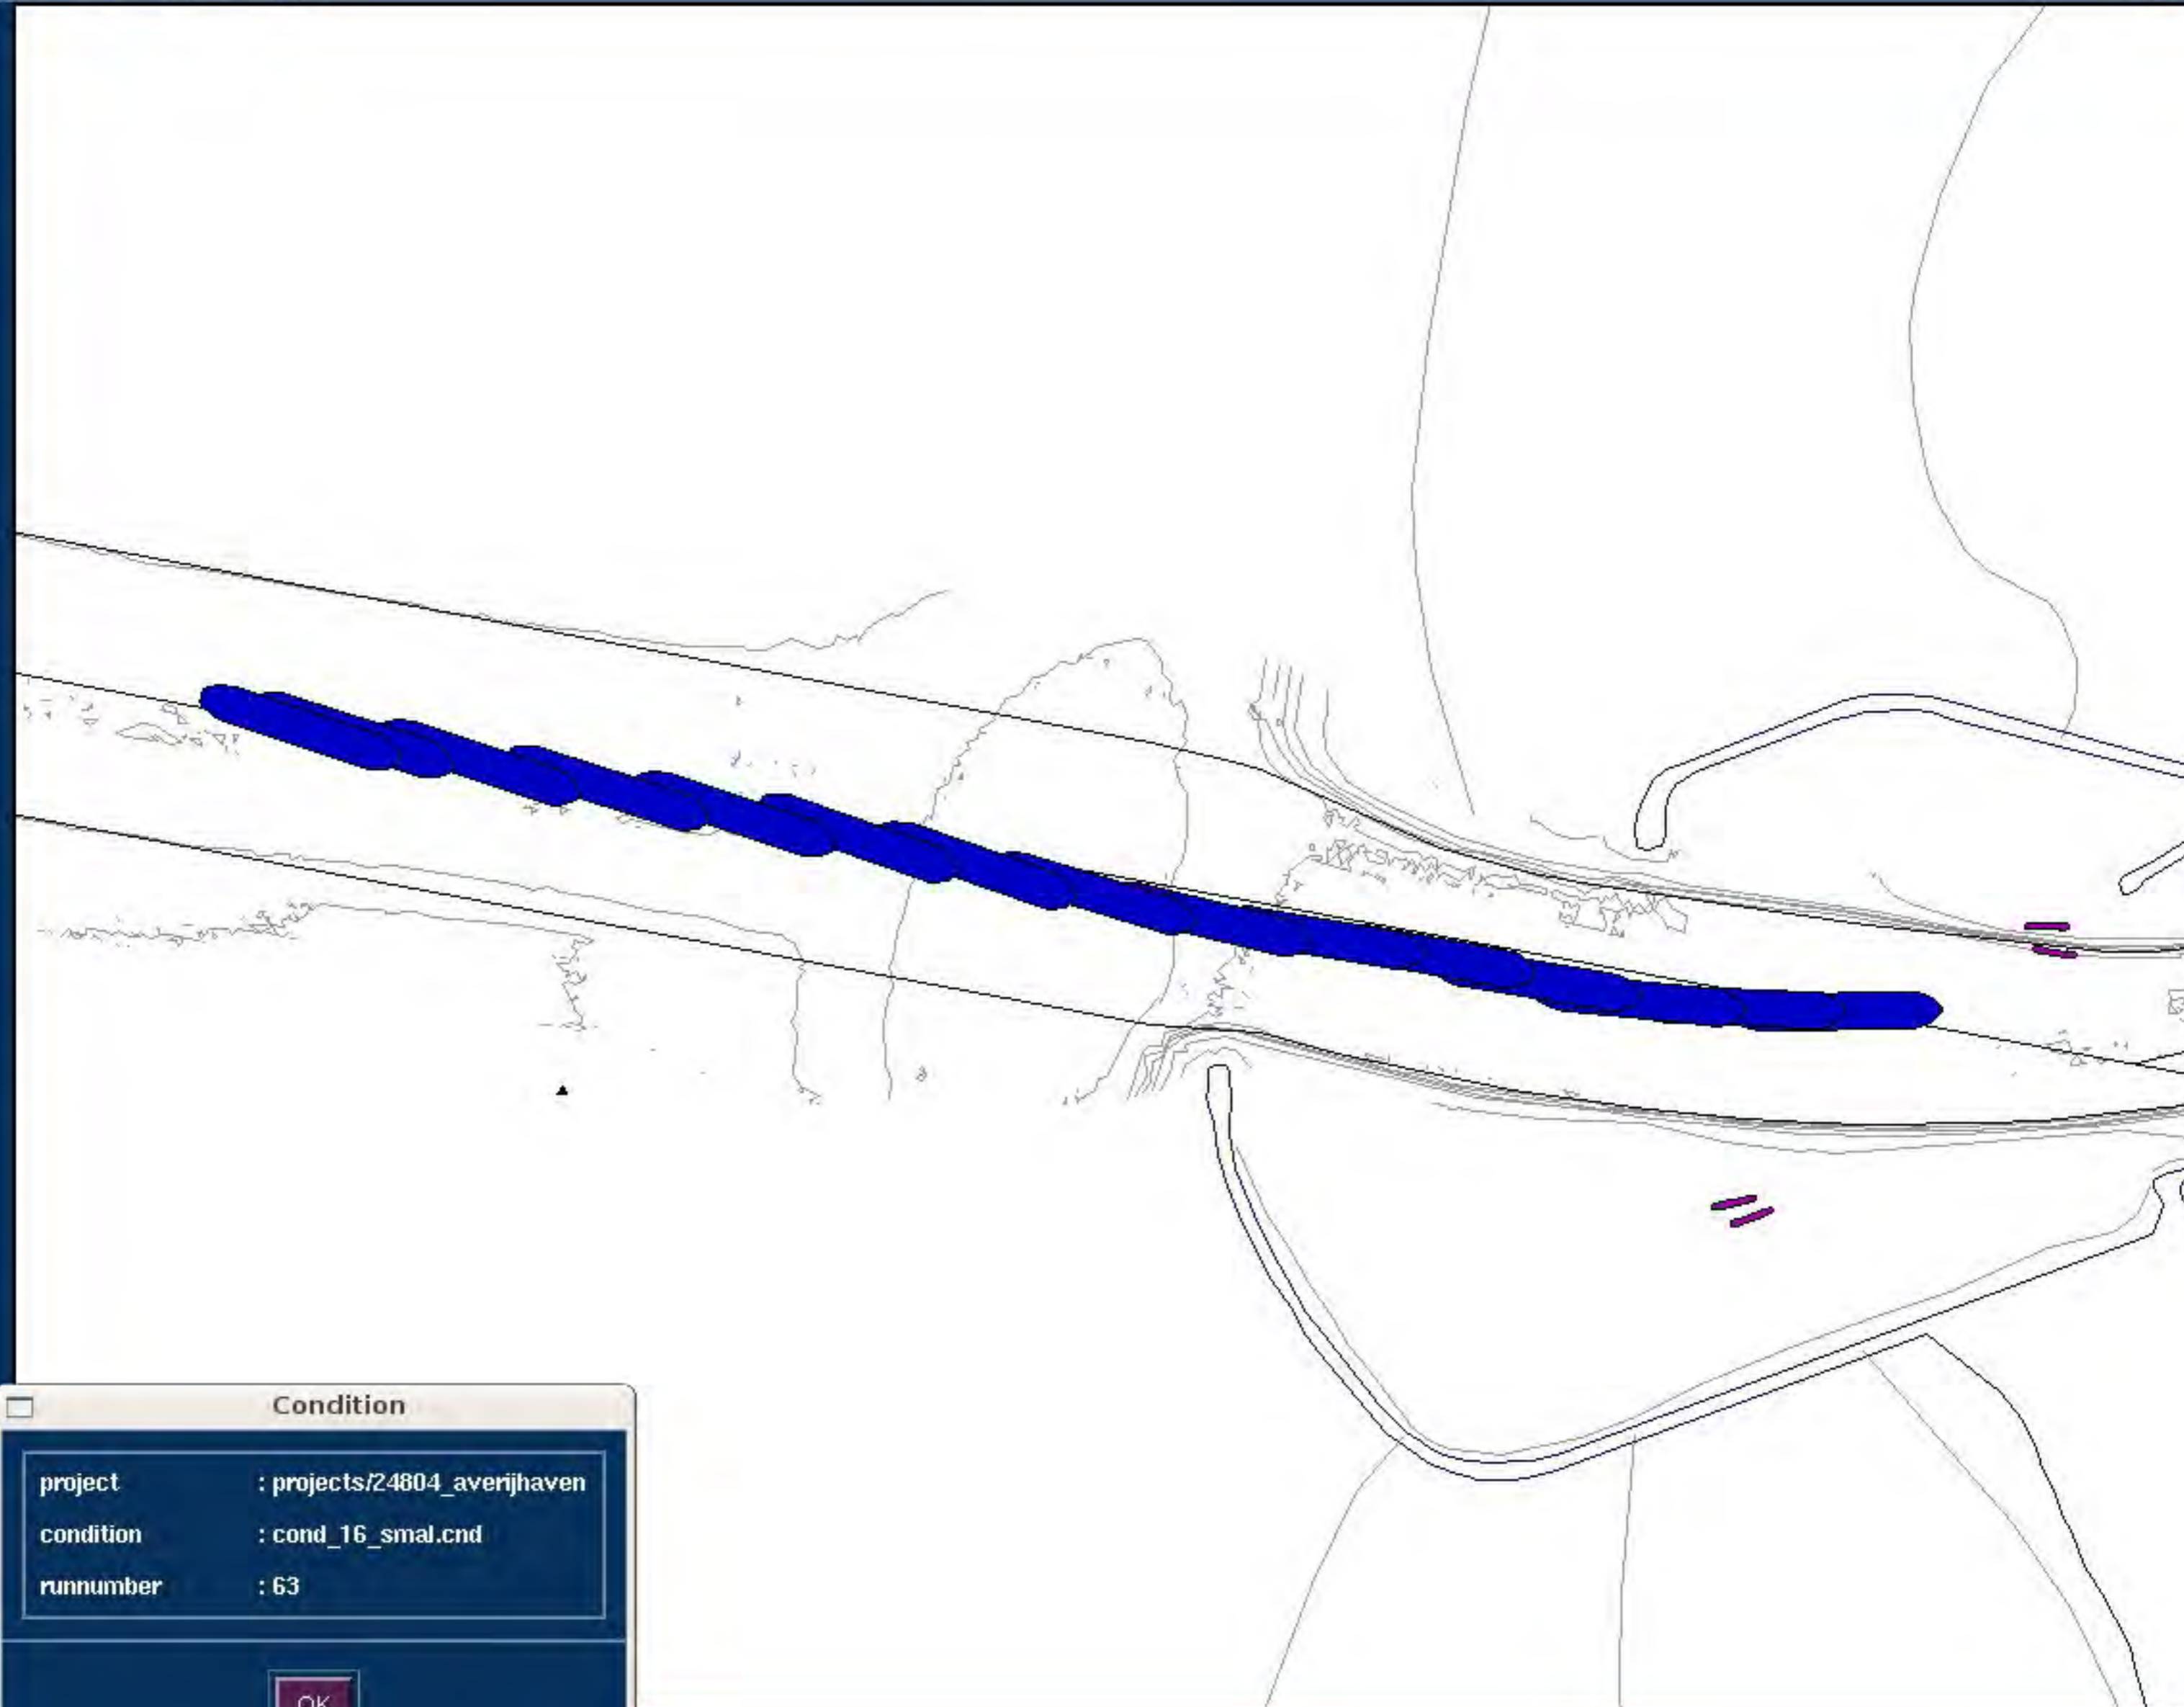 Condition
project : projects/24804_averijhaven
condition : cond_16_smal.cnd
runnumber : 63
OK